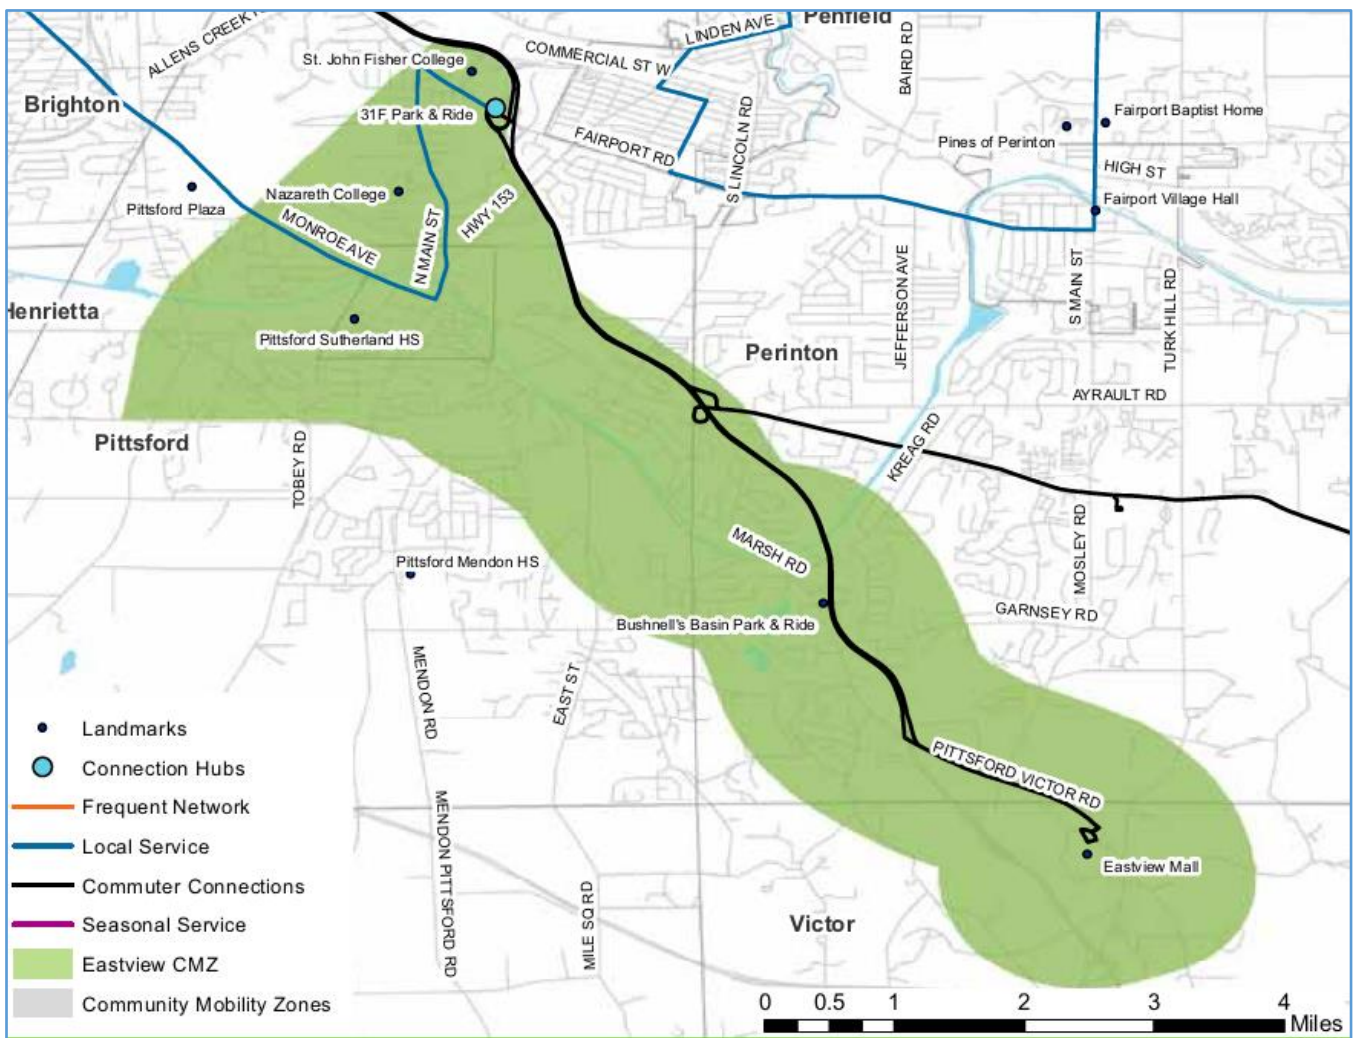 Penfield
ALLENS CREEK
LINDEN AVE
BAIRD RD
COMMERCIAL ST W
St. John Fisher College
Brighton
31F Park & Ride
S LINCOLN RD
Fairport Baptist Home
FAIRPORT RD
Pines of Perinton
HIGH ST
Nazareth College
Fairport Village Hall
Pittsford Plaza
HWY 153
MONROE AVE
N MAIN ST
JEFFERSON AVE
S MAIN ST
TURK HILL RD
Henrietta
Pittsford Sutherland HS
Perinton
AYRAULT RD
Pittsford
TOBEY RD
KREAG RD
MARSH RD
MOSLEY RD
Pittsford Mendon HS
GARNSEY RD
Bushnell's Basin Park & Ride
MENDON RD
EAST ST
PITTSFORD VICTOR RD
MENDON PITTSFORD RD
Eastview Mall
MILE SQ RD
Victor
Landmarks
Connection Hubs
Frequent Network
Local Service
Commuter Connections
Seasonal Service
Eastview CMZ
Community Mobility Zones
0 0.5 1 2 3 4
Miles